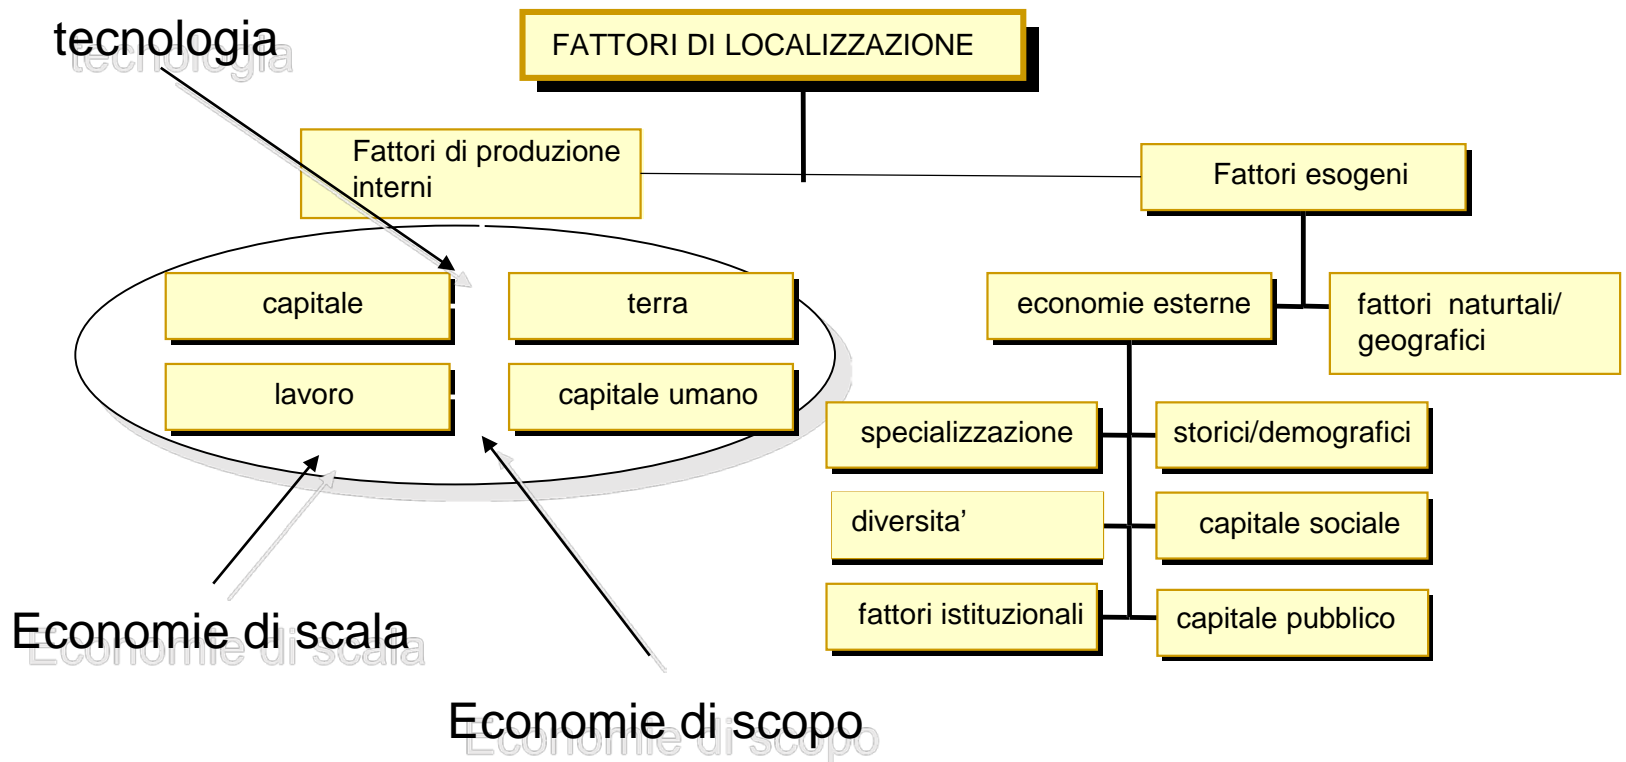 tecnologia
FATTORI DI LOCALIZZAZIONE
Fattori di produzione
interni
Fattori esogeni
capitale
terra
lavoro
capitale umano
economie esterne
fattori naturtali/
geografici
specializzazione
storici/demografici
diversita’
capitale sociale
fattori istituzionali
capitale pubblico
Economie di scala
Economie di scopo